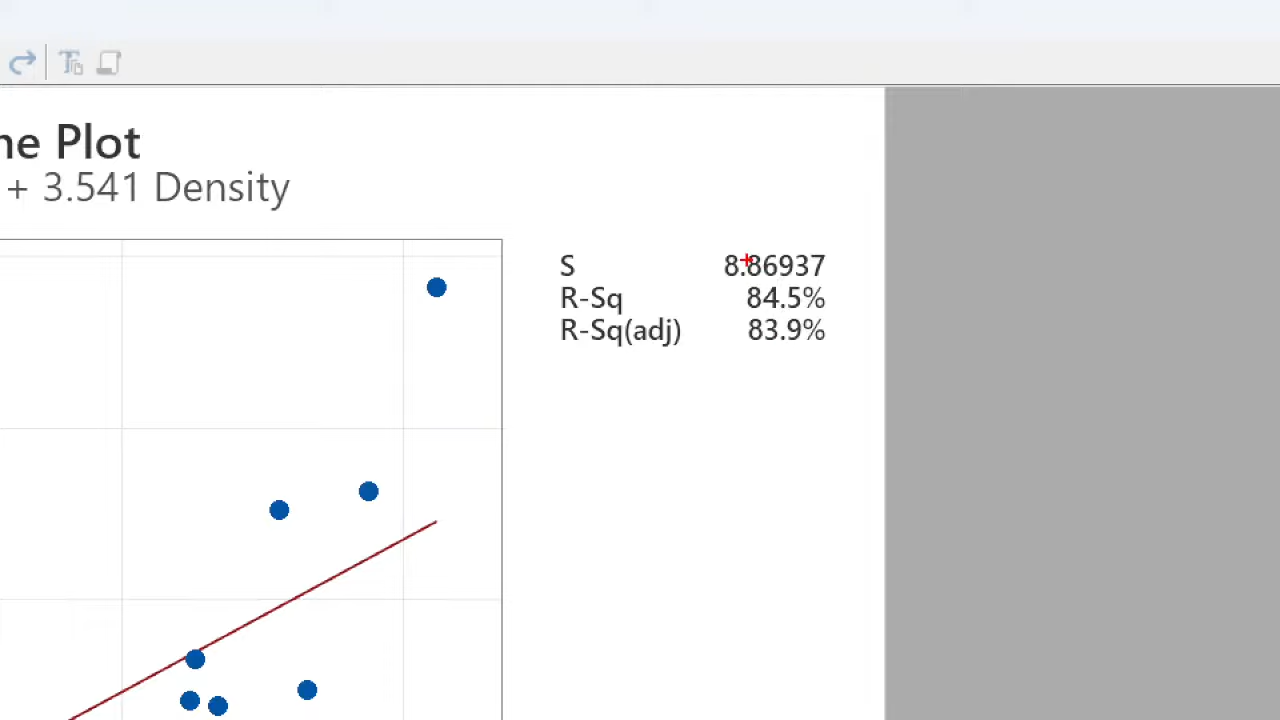 ne Plot
+ 3.541 Density
S 8.86937
R-Sq 84.5%
R-Sq(adj) 83.9%